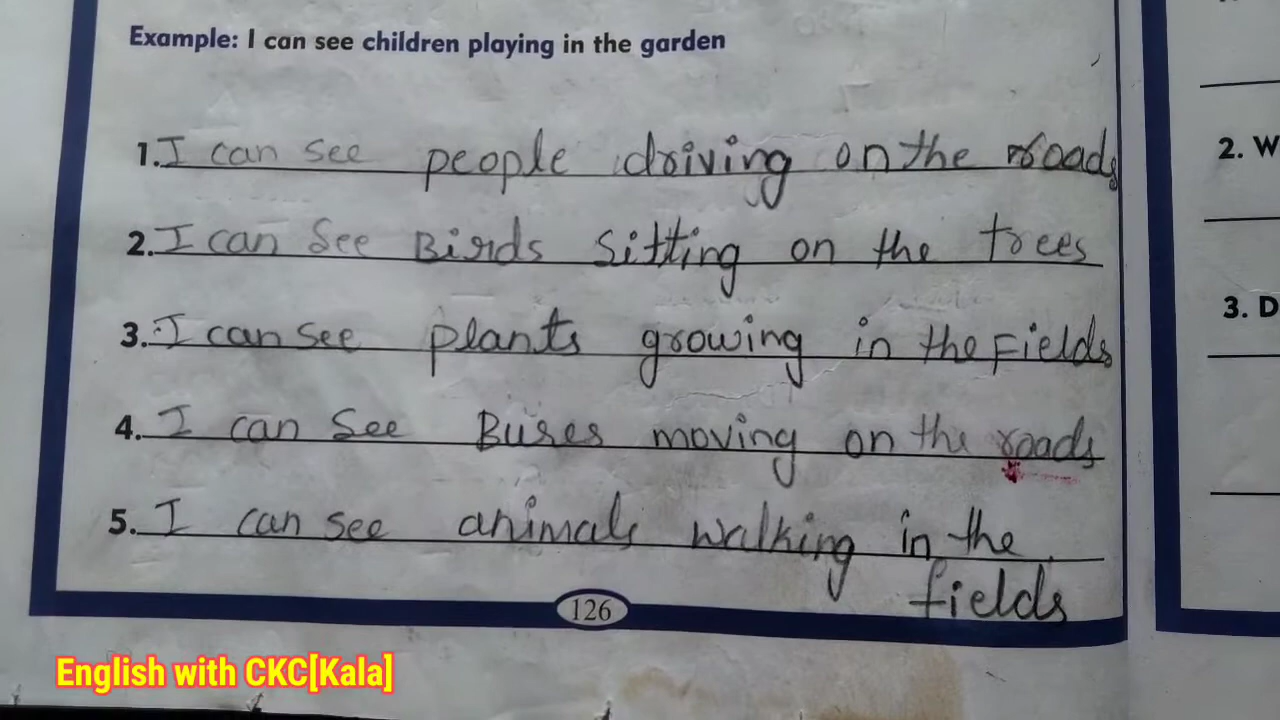 Example: I can see children playing in the garden
1. I can see people driving on the roads
2. I can see Birds sitting on the trees
3. I can see plants growing in the Fields
4. I can see Buses moving on the roads
5. I can see animals walking in the
fields
126
2. W
3. D
English with CKC[Kala]